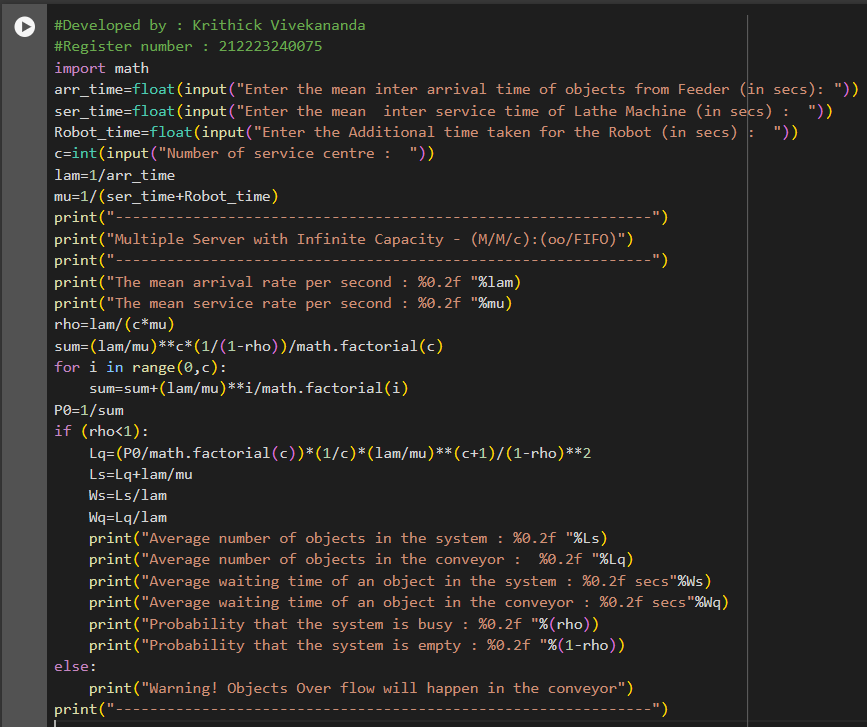 #Developed by : Krithick Vivekananda
#Register number : 212223240075
import math
arr_time=float(input("Enter the mean inter arrival time of objects from Feeder (in secs): "))
ser_time=float(input("Enter the mean  inter service time of Lathe Machine (in secs) :  "))
Robot_time=float(input("Enter the Additional time taken for the Robot (in secs) :  "))
c=int(input("Number of service centre :  "))
lam=1/arr_time
mu=1/(ser_time+Robot_time)
print("--------------------------------------------------------------")
print("Multiple Server with Infinite Capacity - (M/M/c):(oo/FIFO)")
print("--------------------------------------------------------------")
print("The mean arrival rate per second : %0.2f "%lam)
print("The mean service rate per second : %0.2f "%mu)
rho=lam/(c*mu)
sum=(lam/mu)**c*(1/(1-rho))/math.factorial(c)
for i in range(0,c):
    sum=sum+(lam/mu)**i/math.factorial(i)
P0=1/sum
if (rho<1):
    Lq=(P0/math.factorial(c))*(1/c)*(lam/mu)**(c+1)/(1-rho)**2
    Ls=Lq+lam/mu
    Ws=Ls/lam
    Wq=Lq/lam
    print("Average number of objects in the system : %0.2f "%Ls)
    print("Average number of objects in the conveyor :  %0.2f "%Lq)
    print("Average waiting time of an object in the system : %0.2f secs"%Ws)
    print("Average waiting time of an object in the conveyor : %0.2f secs"%Wq)
    print("Probability that the system is busy : %0.2f "%(rho))
    print("Probability that the system is empty : %0.2f "%(1-rho))
else:
    print("Warning! Objects Over flow will happen in the conveyor")
print("--------------------------------------------------------------")